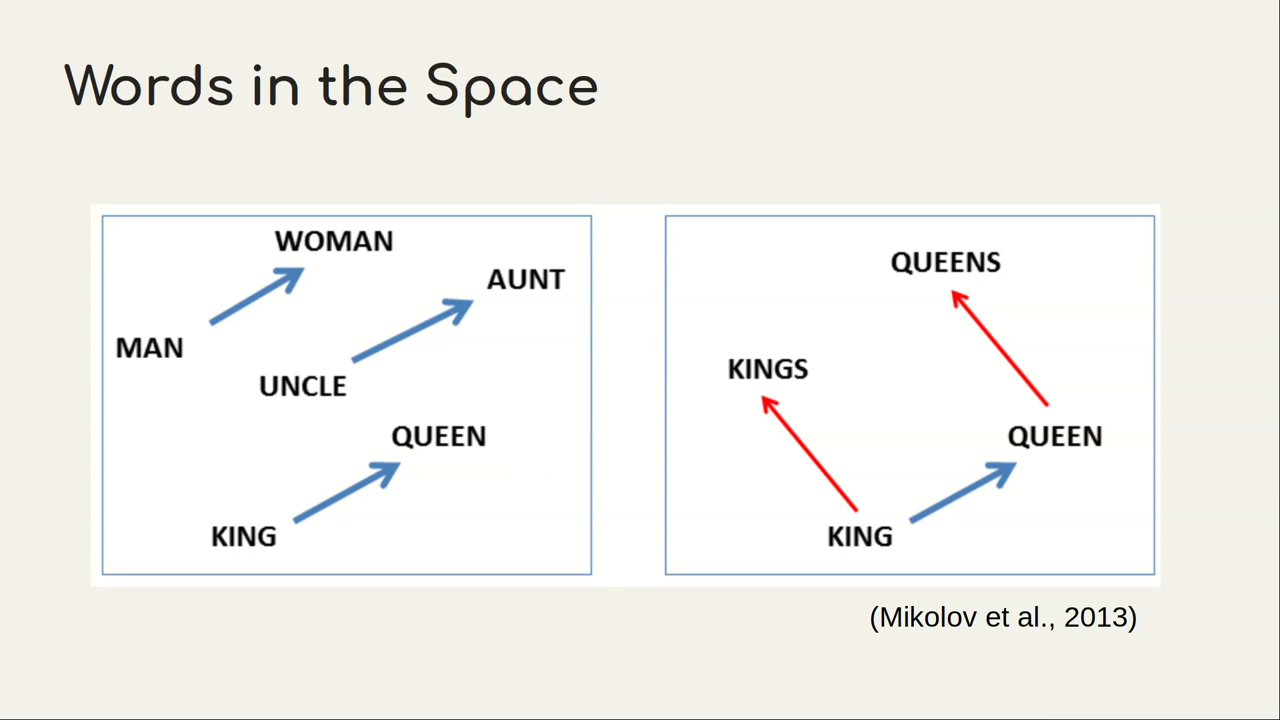 Words in the Space
WOMAN
AUNT
MAN
UNCLE
QUEEN
KING
QUEENS
KINGS
QUEEN
KING
(Mikolov et al., 2013)